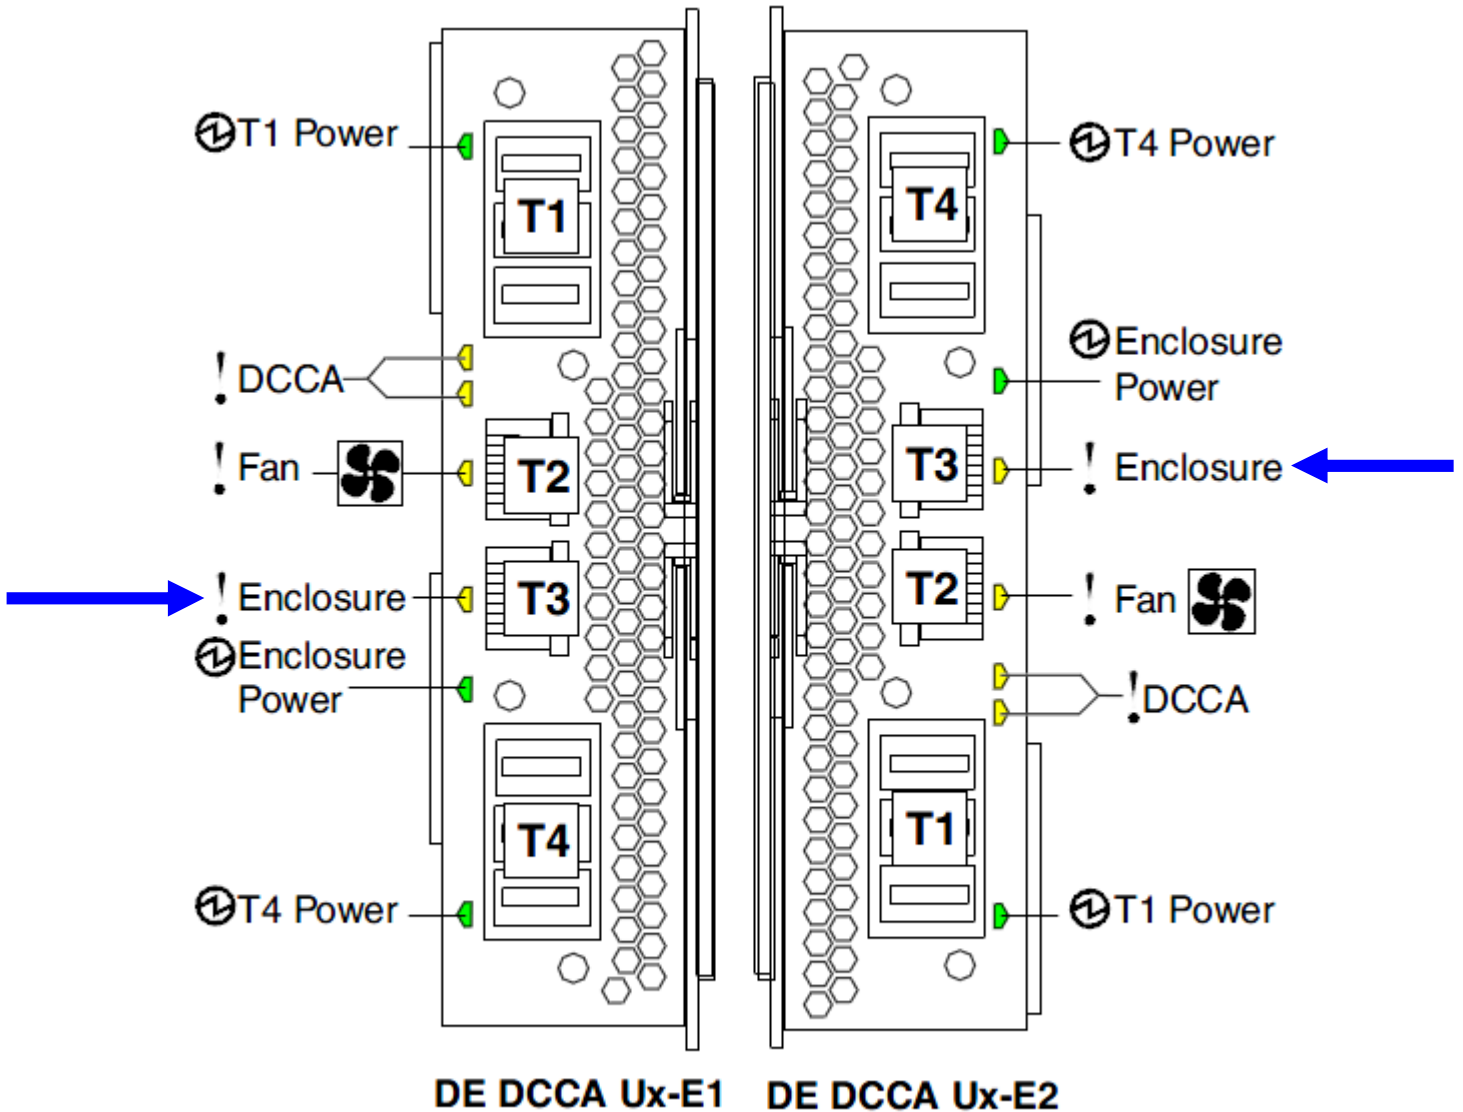 T1 Power
T1
! DCCA
! Fan
T2
! Enclosure
T3
Enclosure
Power
T4
T4 Power
DE DCCA Ux-E1
T4 Power
T4
Enclosure
Power
T3
! Enclosure
T2
! Fan
! DCCA
T1
T1 Power
DE DCCA Ux-E2